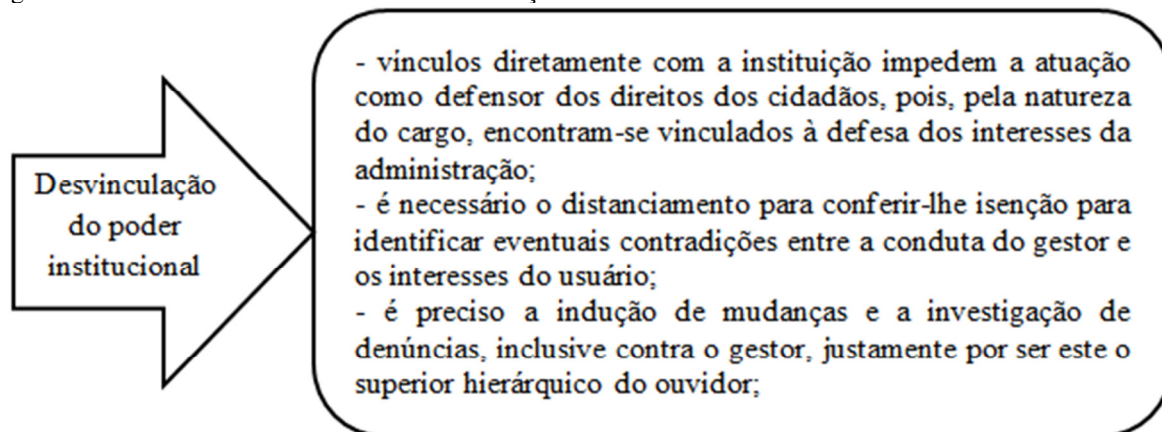 Desvinculação
do poder
institucional
- vínculos diretamente com a instituição impedem a atuação
como defensor dos direitos dos cidadãos, pois, pela natureza
do cargo, encontram-se vinculados à defesa dos interesses da
administração;
- é necessário o distanciamento para conferir-lhe isenção para
identificar eventuais contradições entre a conduta do gestor e
os interesses do usuário;
- é preciso a indução de mudanças e a investigação de
denúncias, inclusive contra o gestor, justamente por ser este o
superior hierárquico do ouvidor;